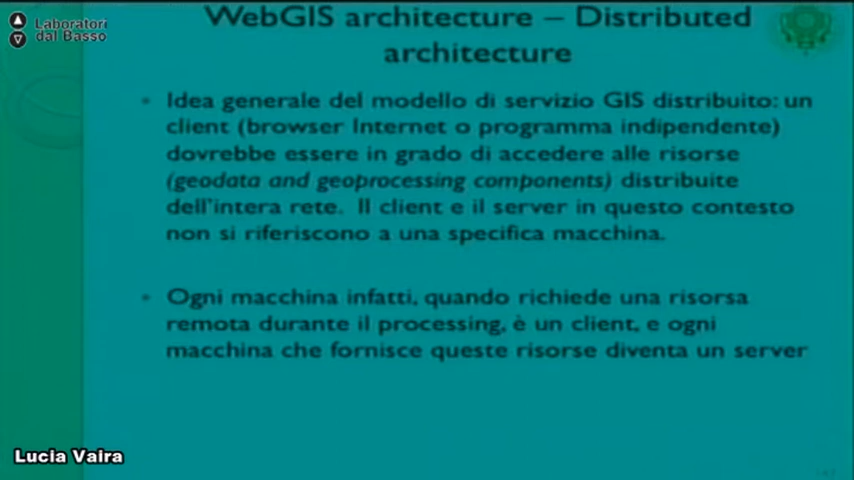 Laboratori
dal Basso
WebGIS architecture – Distributed
architecture
Idea generale del modello di servizio GIS distribuito: un
client (browser Internet o programma indipendente)
dovrebbe essere in grado di accedere alle risorse
(geodata and geoprocessing components) distribuite
dell'intera rete. Il client e il server in questo contesto
non si riferiscono a una specifica macchina.
Ogni macchina infatti, quando richiede una risorsa
remota durante il processing, è un client, e ogni
macchina che fornisce queste risorse diventa un server
Lucia Vaira